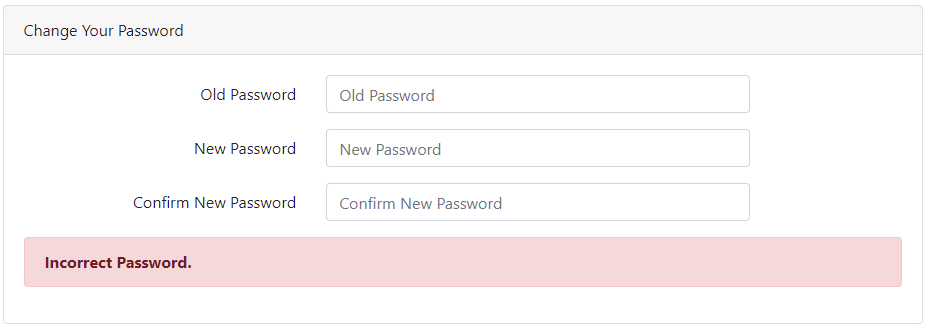 Change Your Password
Old Password Old Password
New Password New Password
Confirm New Password Confirm New Password
Incorrect Password.